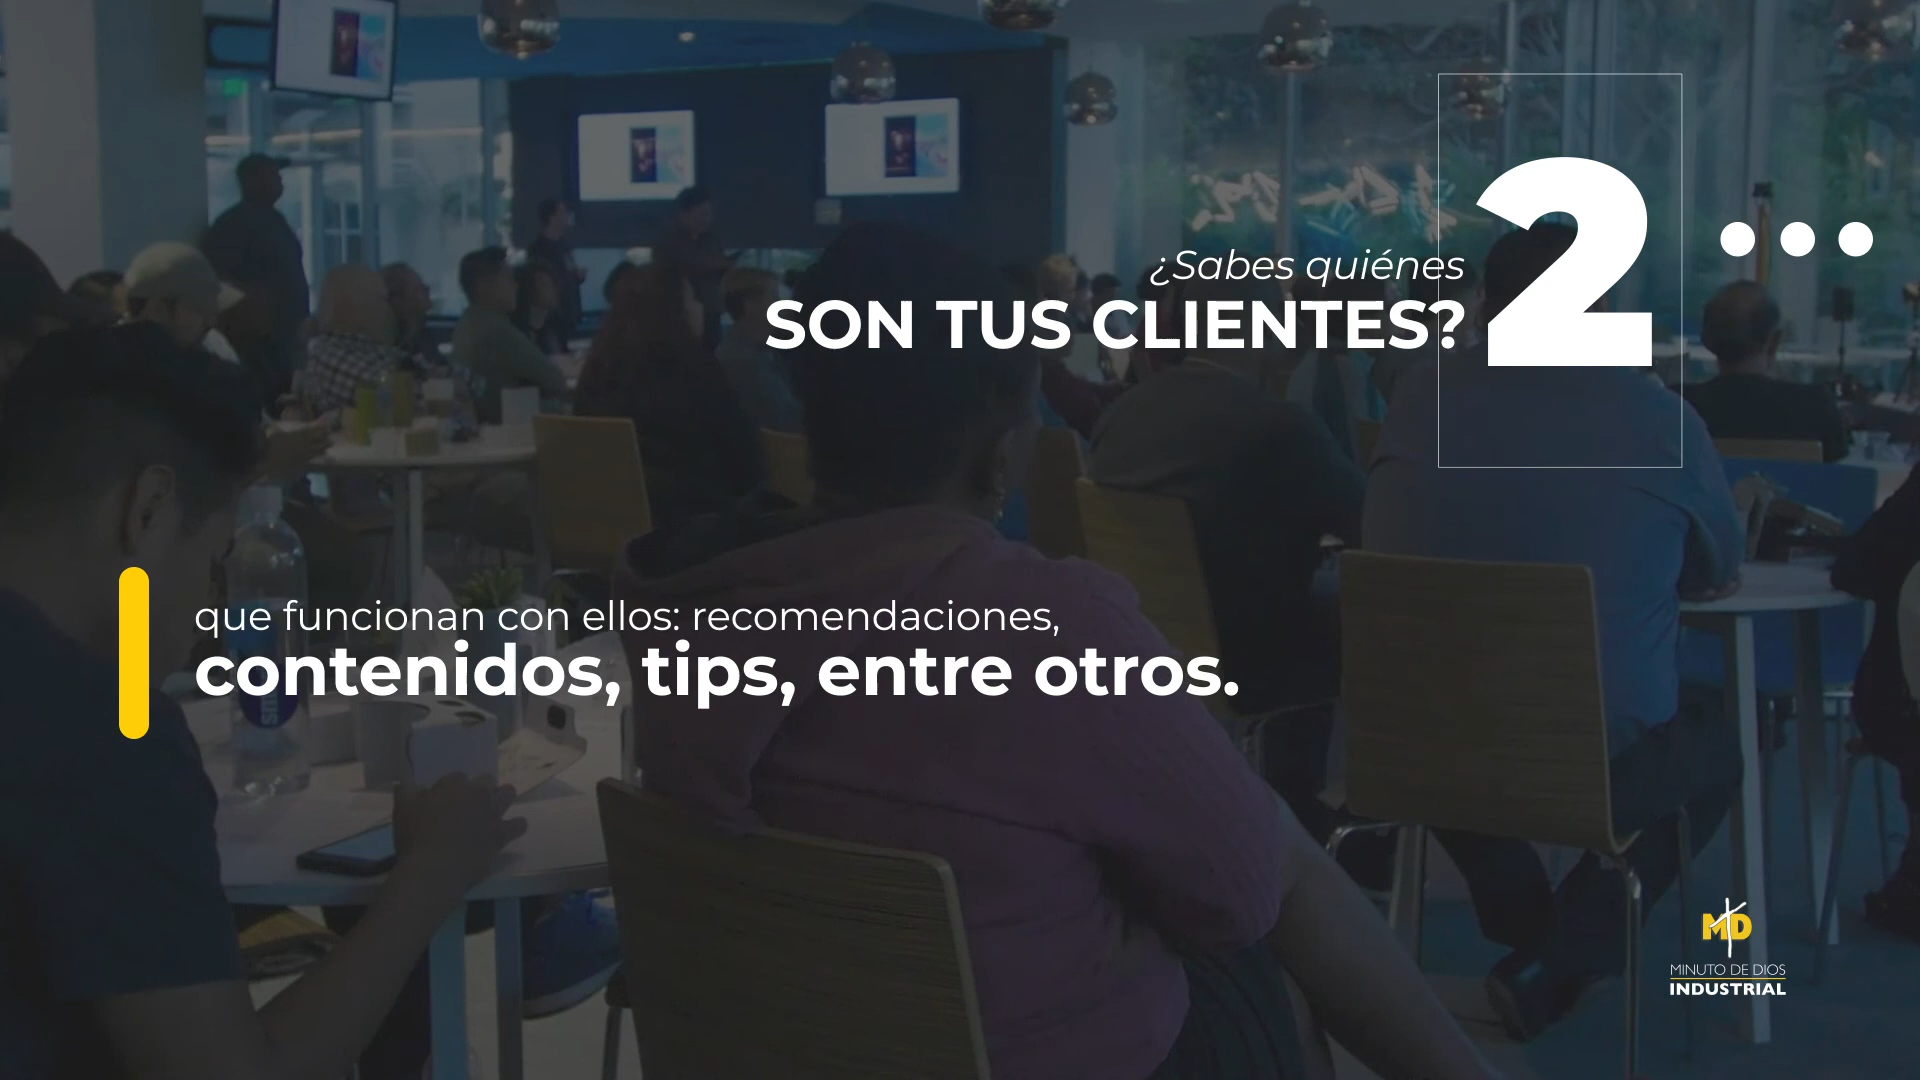 ¿Sabes quiénes
SON TUS CLIENTES?
2
que funcionan con ellos: recomendaciones,
contenidos, tips, entre otros.
MD
MINUTO DE DIOS
INDUSTRIAL